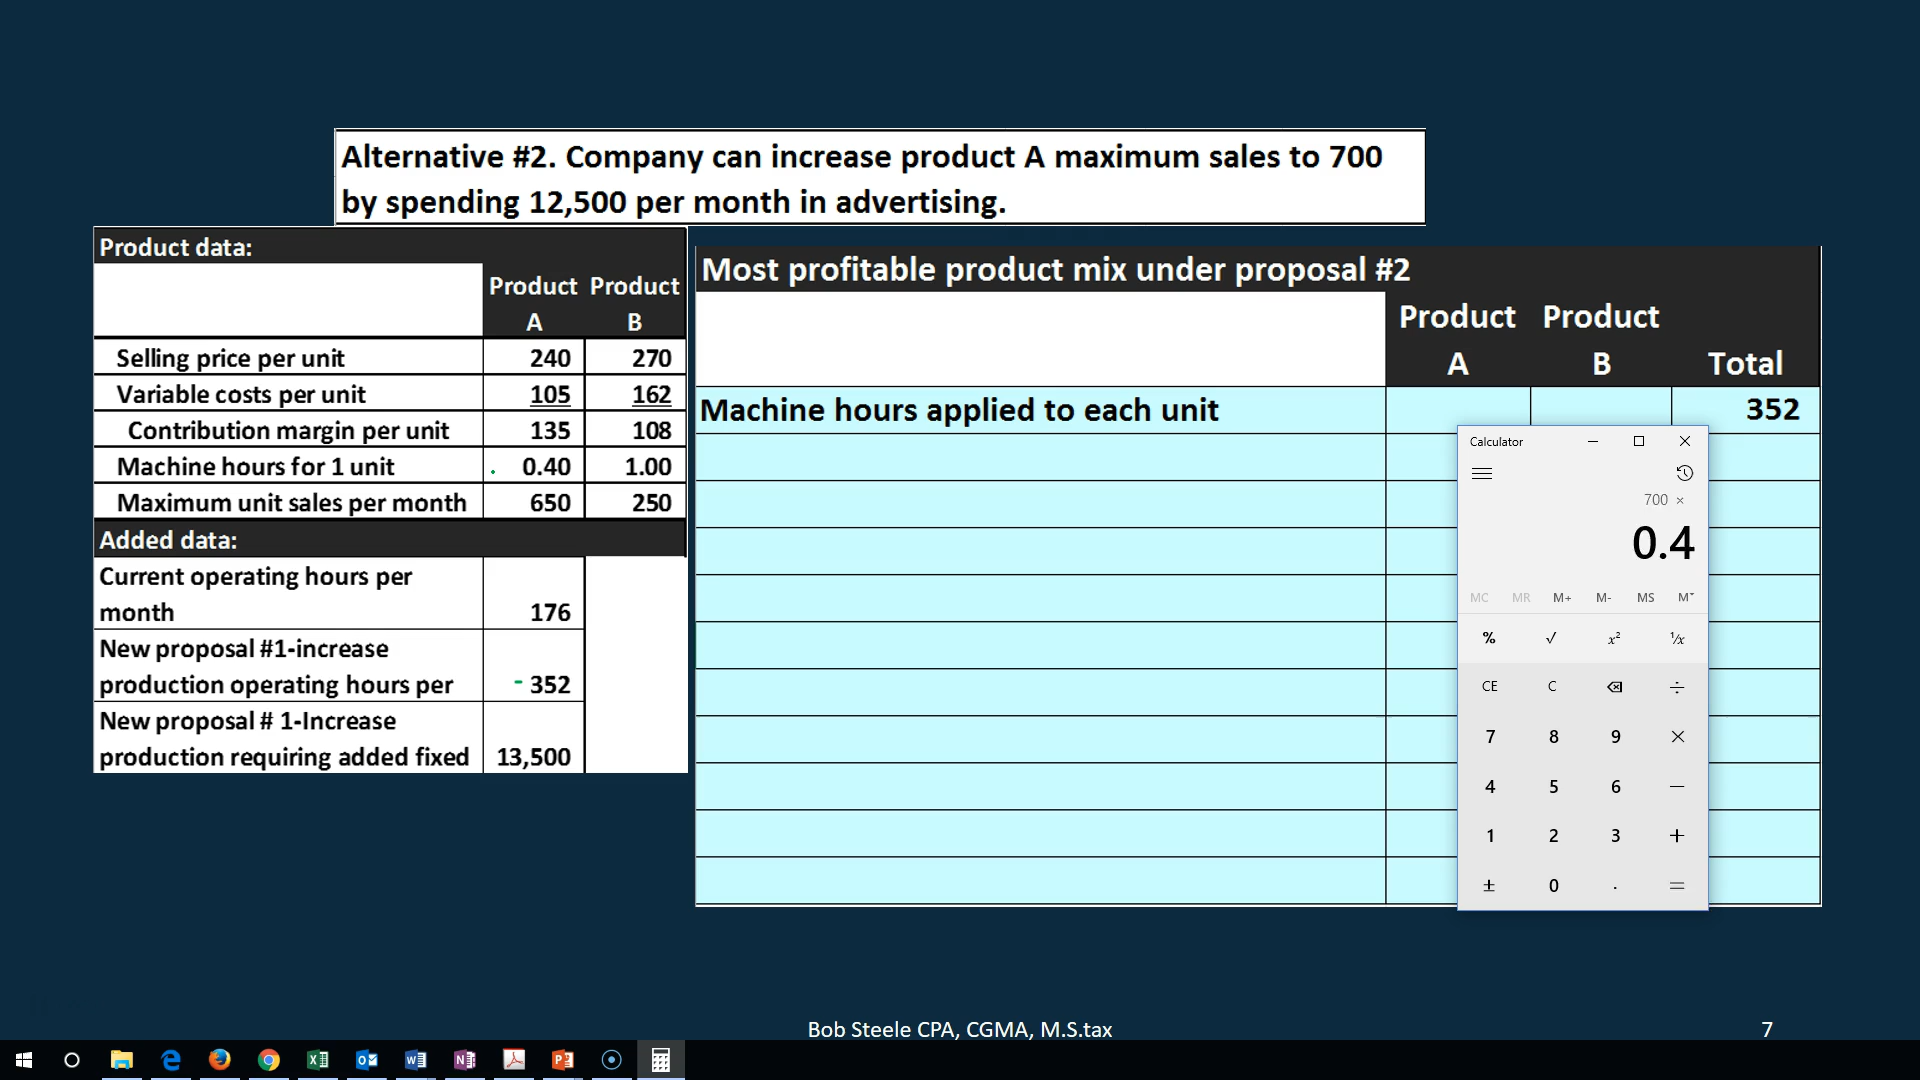 Alternative #2. Company can increase product A maximum sales to 700
by spending 12,500 per month in advertising.
Product data:
Product Product
A B
Selling price per unit 240 270
Variable costs per unit 105 162
Contribution margin per unit 135 108
Machine hours for 1 unit 0.40 1.00
Maximum unit sales per month 650 250
Added data:
Current operating hours per
month 176
New proposal #1-increase
production operating hours per 352
New proposal # 1-Increase
production requiring added fixed 13,500
Most profitable product mix under proposal #2
Product Product
A B Total
Machine hours applied to each unit 352
Calculator
700 ×
0.4
MC MR M+ M- MS M˅
% √ x² ¹/x
CE C ÷
7 8 9 ×
4 5 6 −
1 2 3 +
± 0 . =
Bob Steele CPA, CGMA, M.S.tax 7